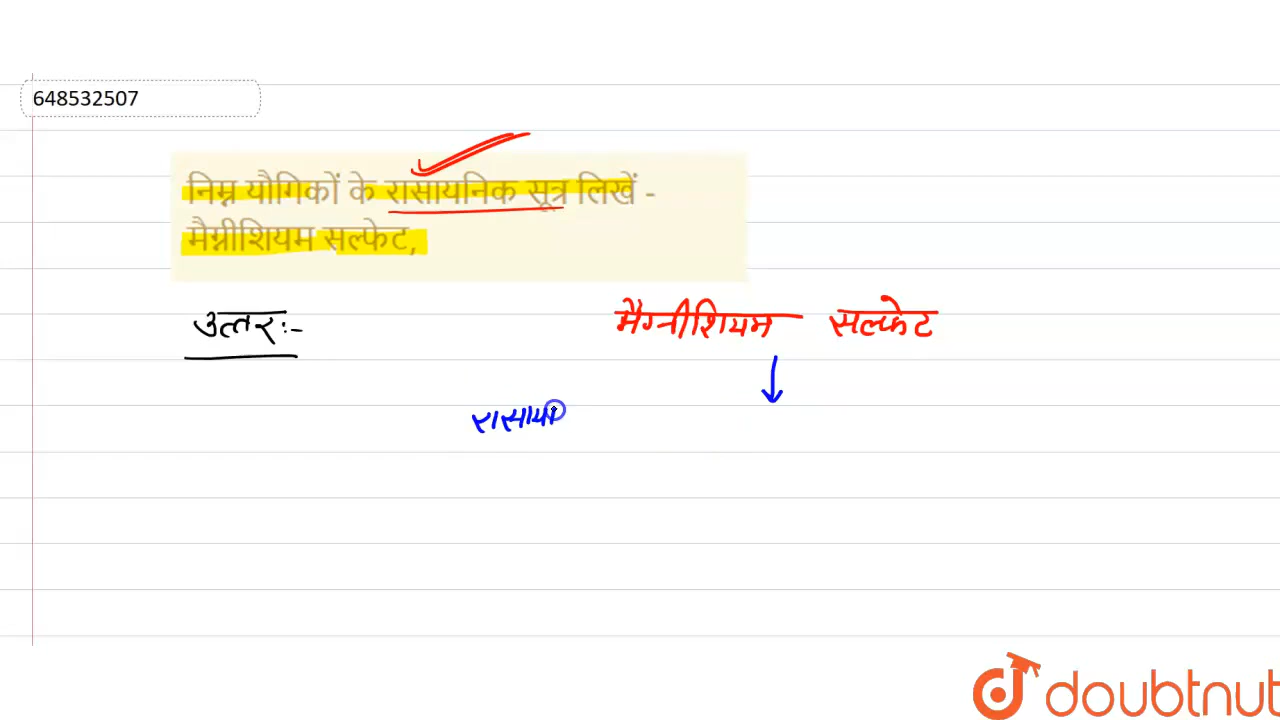 648532507
निम्न यौगिकों के रासायनिक सूत्र लिखें -
मैग्नीशियम सल्फेट,
उत्तर:-
मैग्नीशियम सल्फेट
रासाय
doubtnut